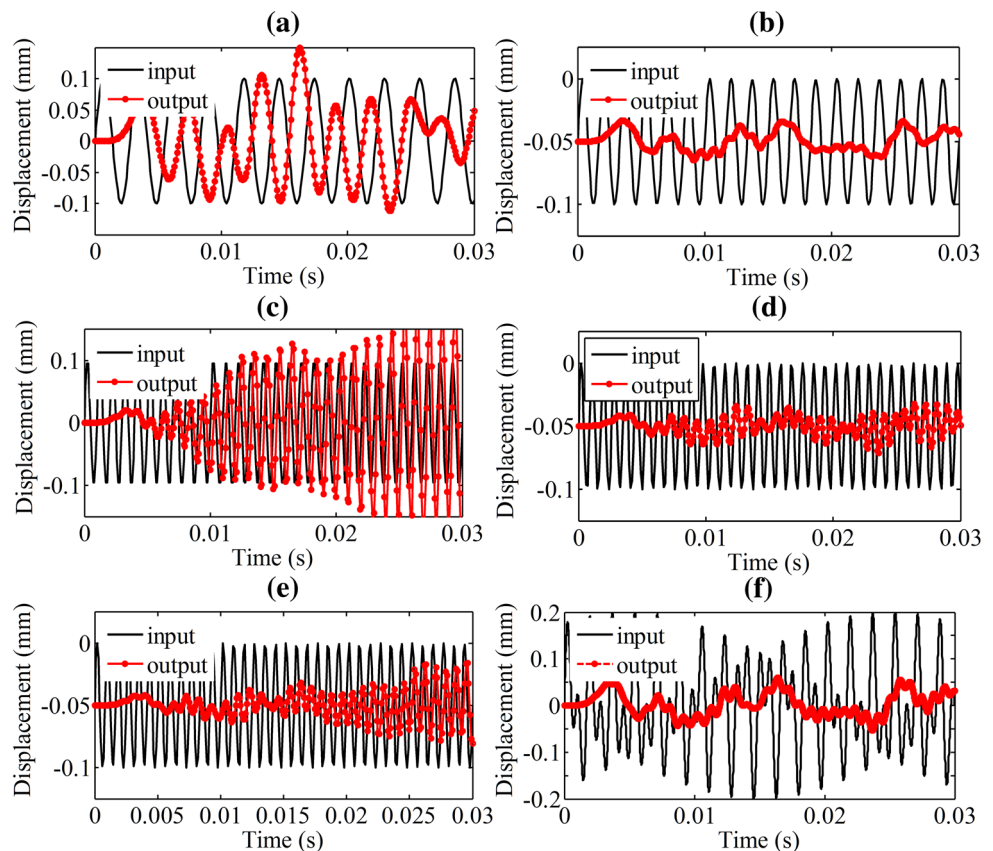 (a)
Displacement (mm)
0.1
0.05
0
-0.05
-0.1
input
output
0
0.01
0.02
0.03
Time (s)
(b)
Displacement (mm)
0
-0.05
-0.1
input
outpiut
0
0.01
0.02
0.03
Time (s)
(c)
Displacement (mm)
0.1
0
-0.1
input
output
0
0.01
0.02
0.03
Time (s)
(d)
Displacement (mm)
0
-0.05
-0.1
input
output
0
0.01
0.02
0.03
Time (s)
(e)
Displacement (mm)
0
-0.05
-0.1
input
output
0
0.005
0.01
0.015
0.02
0.025
0.03
Time (s)
(f)
Displacement (mm)
0.2
0.1
0
-0.1
-0.2
input
output
0
0.01
0.02
0.03
Time (s)